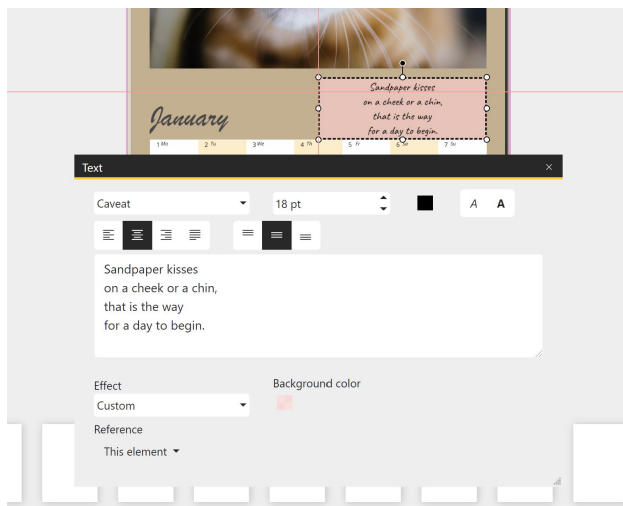 Sandpaper kisses
on a cheek or a chin,
that is the way
for a day to begin.
January
1 Mo 2 Tu 3 We 4 Th 5 Fr 6 Sa 7 Su
Text
Caveat 18 pt A A
Sandpaper kisses
on a cheek or a chin,
that is the way
for a day to begin.
Effect Background color
Custom
Reference
This element